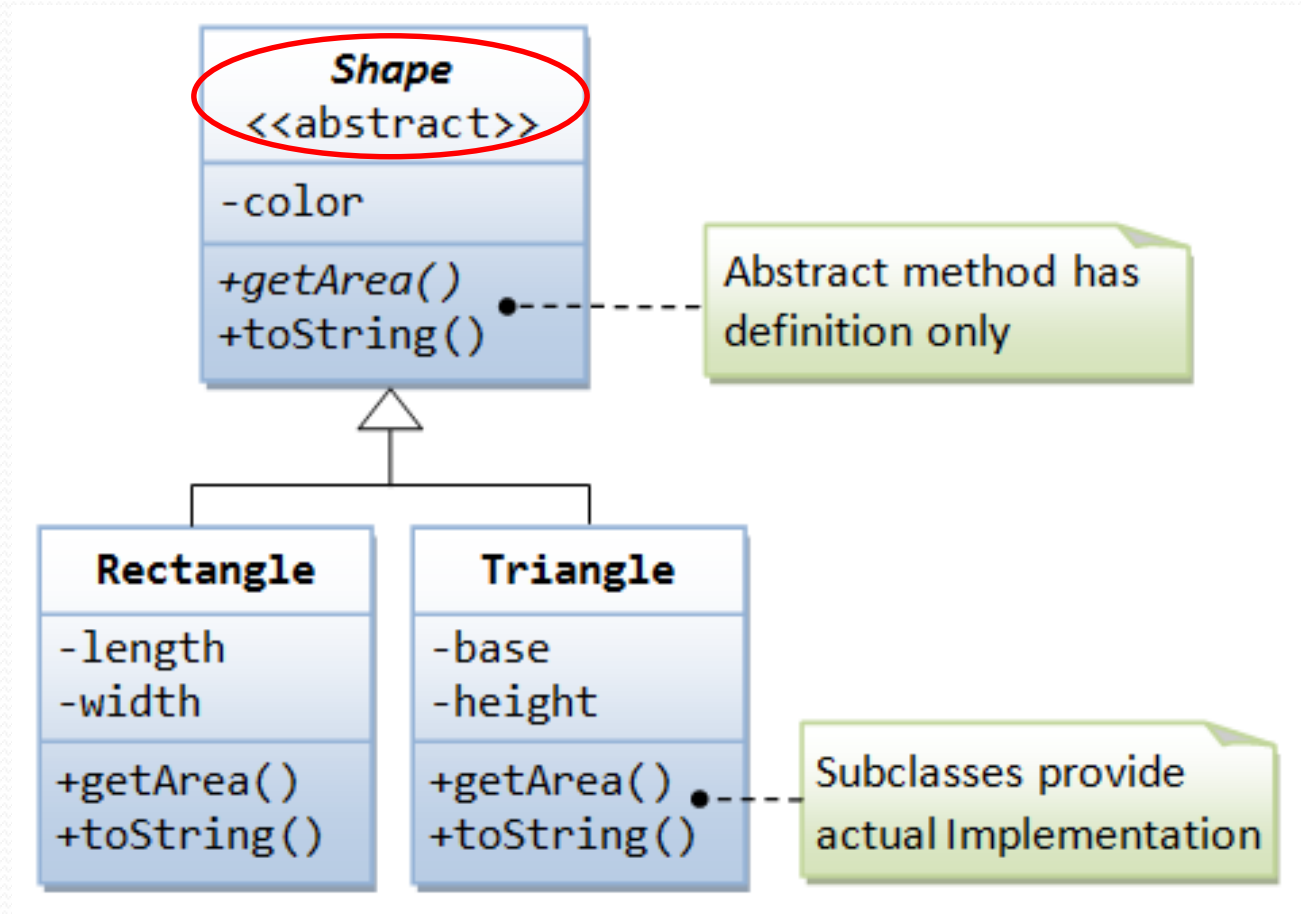 Shape
<<abstract>>
-color
+getArea()
+toString()
Abstract method has
definition only
Rectangle
-length
-width
+getArea()
+toString()
Triangle
-base
-height
+getArea()
+toString()
Subclasses provide
actual Implementation